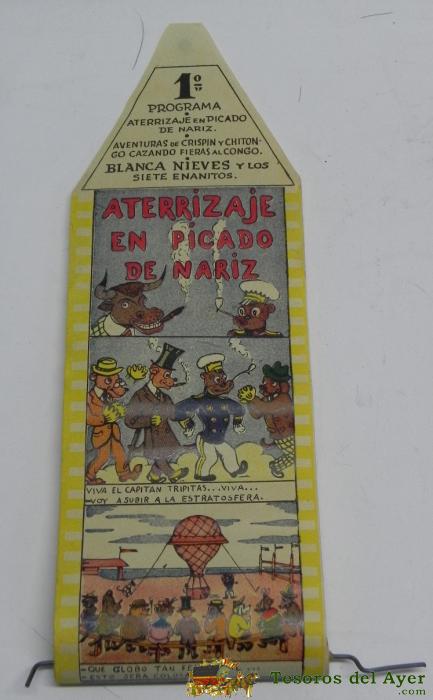 1º
PROGRAMA
ATERRIZAJE EN PICADO
DE NARIZ.
AVENTURAS DE CRISPIN Y CHITON-
GO CAZANDO FIERAS AL CONGO.
BLANCA NIEVES Y LOS
SIETE ENANITOS.
ATERRIZAJE
EN PICADO
DE NARIZ
VIVA EL CAPITAN TRIPITAS...VIVA...
-VOY A SUBIR A LA ESTRATOSFERA.
-QUE GLOBO TAN
-ESTO SERA
Tesoros del Ayer
.com